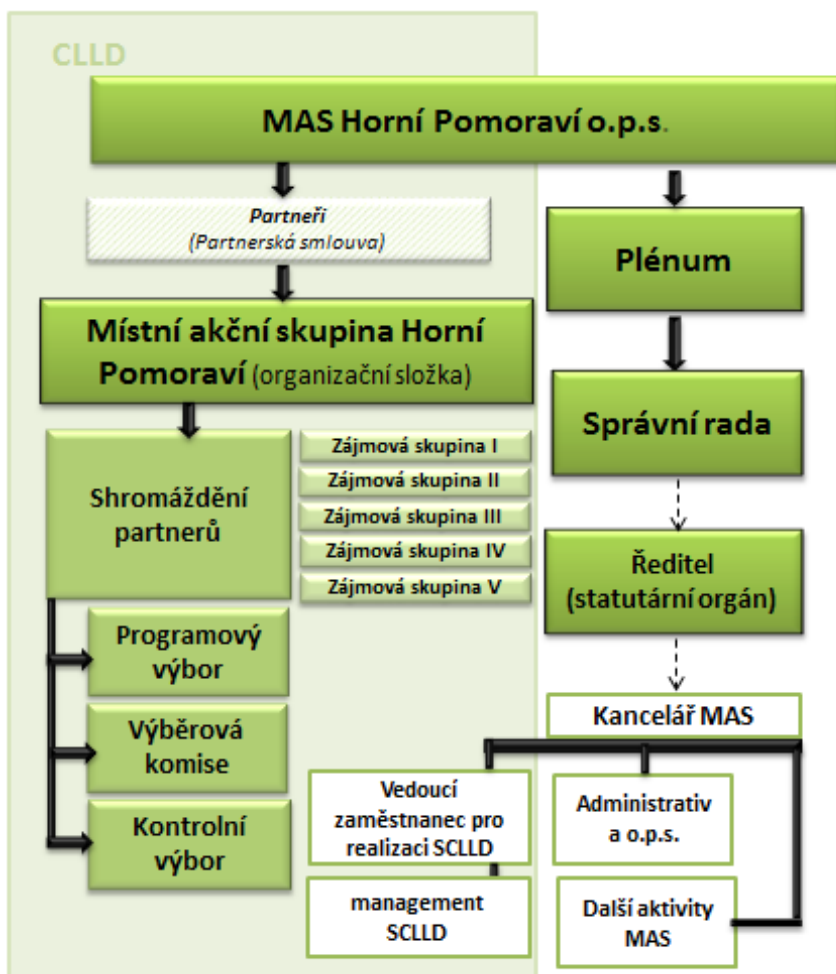 CLLD
MAS Horní Pomoraví o.p.s.
Partneři
(Partnerská smlouva)
Místní akční skupina Horní
Pomoraví (organizační složka)
Shromáždění
partnerů
Zájmová skupina I
Zájmová skupina II
Zájmová skupina III
Zájmová skupina IV
Zájmová skupina V
Programový
výbor
Výběrová
komise
Kontrolní
výbor
Plénum
Správní rada
Ředitel
(statutární orgán)
Kancelář MAS
Vedoucí
zaměstnanec pro
realizaci SCLLD
management
SCLLD
Administrativ
a o.p.s.
Další aktivity
MAS